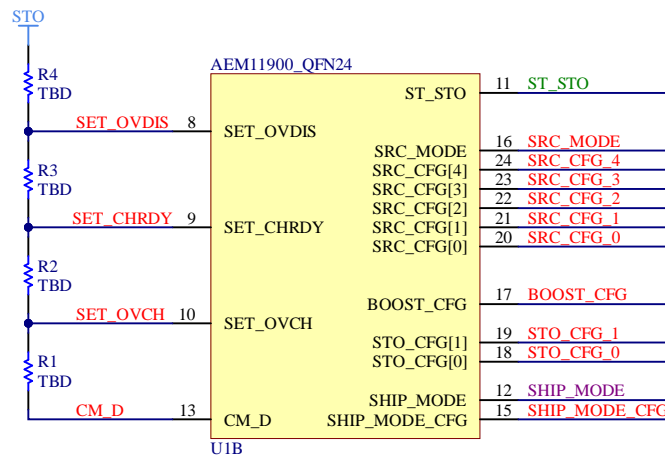 STO
AEM11900_QFN24
R4
TBD
SET_OVDIS 8 SET_OVDIS
R3
TBD
SET_CHRDY 9 SET_CHRDY
R2
TBD
SET_OVCH 10 SET_OVCH
R1
TBD
CM_D 13 CM_D
ST_STO 11 ST_STO
SRC_MODE 16 SRC_MODE
SRC_CFG[4] 24 SRC_CFG_4
SRC_CFG[3] 23 SRC_CFG_3
SRC_CFG[2] 22 SRC_CFG_2
SRC_CFG[1] 21 SRC_CFG_1
SRC_CFG[0] 20 SRC_CFG_0
BOOST_CFG 17 BOOST_CFG
STO_CFG[1] 19 STO_CFG_1
STO_CFG[0] 18 STO_CFG_0
SHIP_MODE 12 SHIP_MODE
SHIP_MODE_CFG 15 SHIP_MODE_CFG
U1B